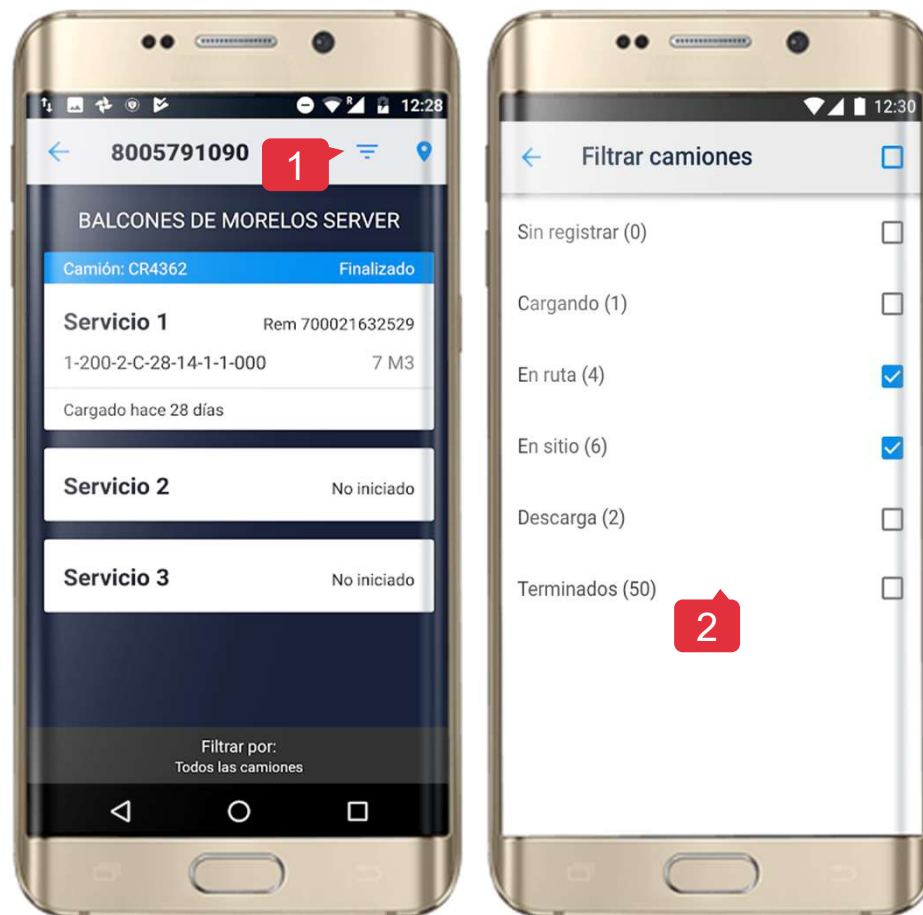 12:28
8005791090
1
BALCONES DE MORELOS SERVER
Camión: CR4362 Finalizado
Servicio 1 Rem 700021632529
1-200-2-C-28-14-1-1-000 7 M3
Cargado hace 28 días
Servicio 2 No iniciado
Servicio 3 No iniciado
Filtrar por:
Todos las camiones
12:30
Filtrar camiones
Sin registrar (0)
Cargando (1)
En ruta (4)
En sitio (6)
Descarga (2)
Terminados (50)
2